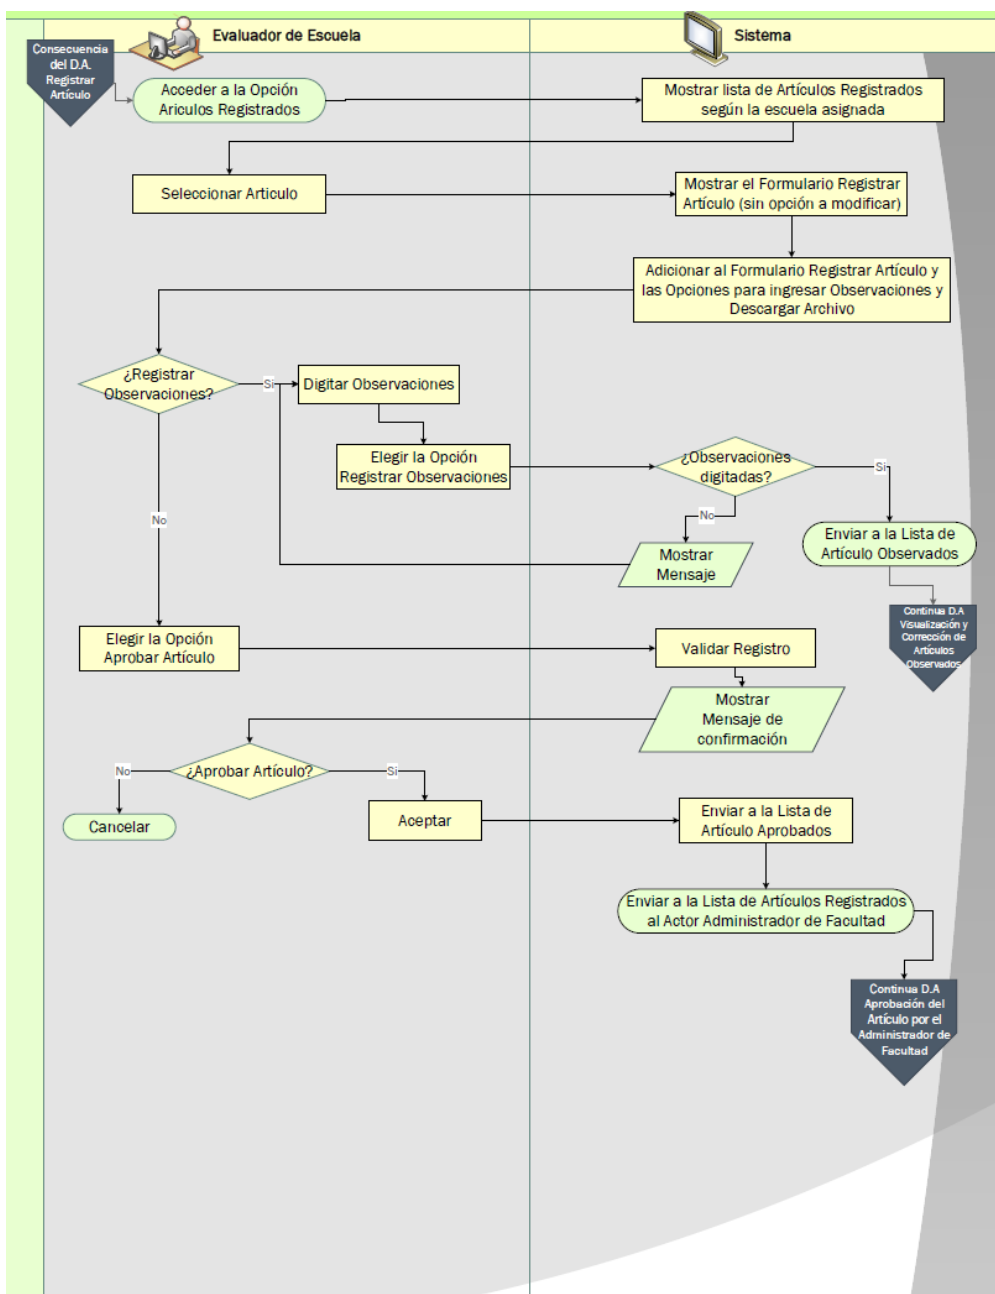 Evaluador de Escuela
Sistema
Consecuencia
del D.A.
Registrar
Artículo
Acceder a la Opción
Ariculos Registrados
Mostrar lista de Artículos Registrados
según la escuela asignada
Seleccionar Articulo
Mostrar el Formulario Registrar
Artículo (sin opción a modificar)
Adicionar al Formulario Registrar Artículo y
las Opciones para ingresar Observaciones y
Descargar Archivo
¿Registrar
Observaciones?
Si
Digitar Observaciones
Elegir la Opción
Registrar Observaciones
¿Observaciones
digitadas?
Si
No
No
Enviar a la Lista de
Artículo Observados
Mostrar
Mensaje
Continua D.A
Visualización y
Corrección de
Artículos
Observados
Elegir la Opción
Aprobar Artículo
Validar Registro
Mostrar
Mensaje de
confirmación
¿Aprobar Artículo?
No
Si
Cancelar
Aceptar
Enviar a la Lista de
Artículo Aprobados
Enviar a la Lista de Artículos Registrados
al Actor Administrador de Facultad
Continua D.A
Aprobación del
Artículo por el
Administrador de
Facultad